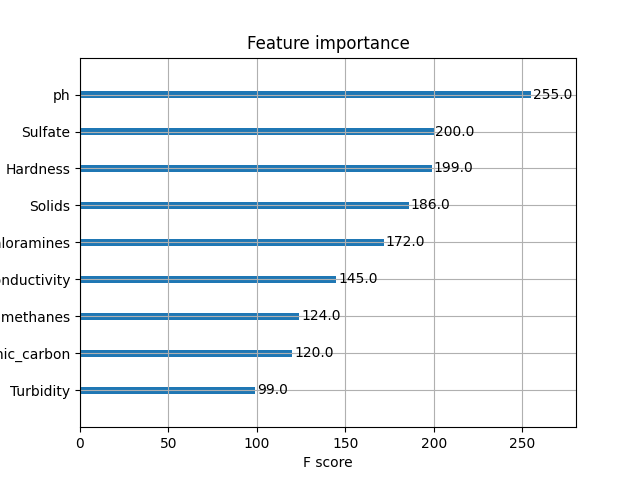 Feature importance
ph
255.0
Sulfate
200.0
Hardness
199.0
Solids
186.0
loramines
172.0
onductivity
145.0
methanes
124.0
nic_carbon
120.0
Turbidity
99.0
0 50 100 150 200 250
F score